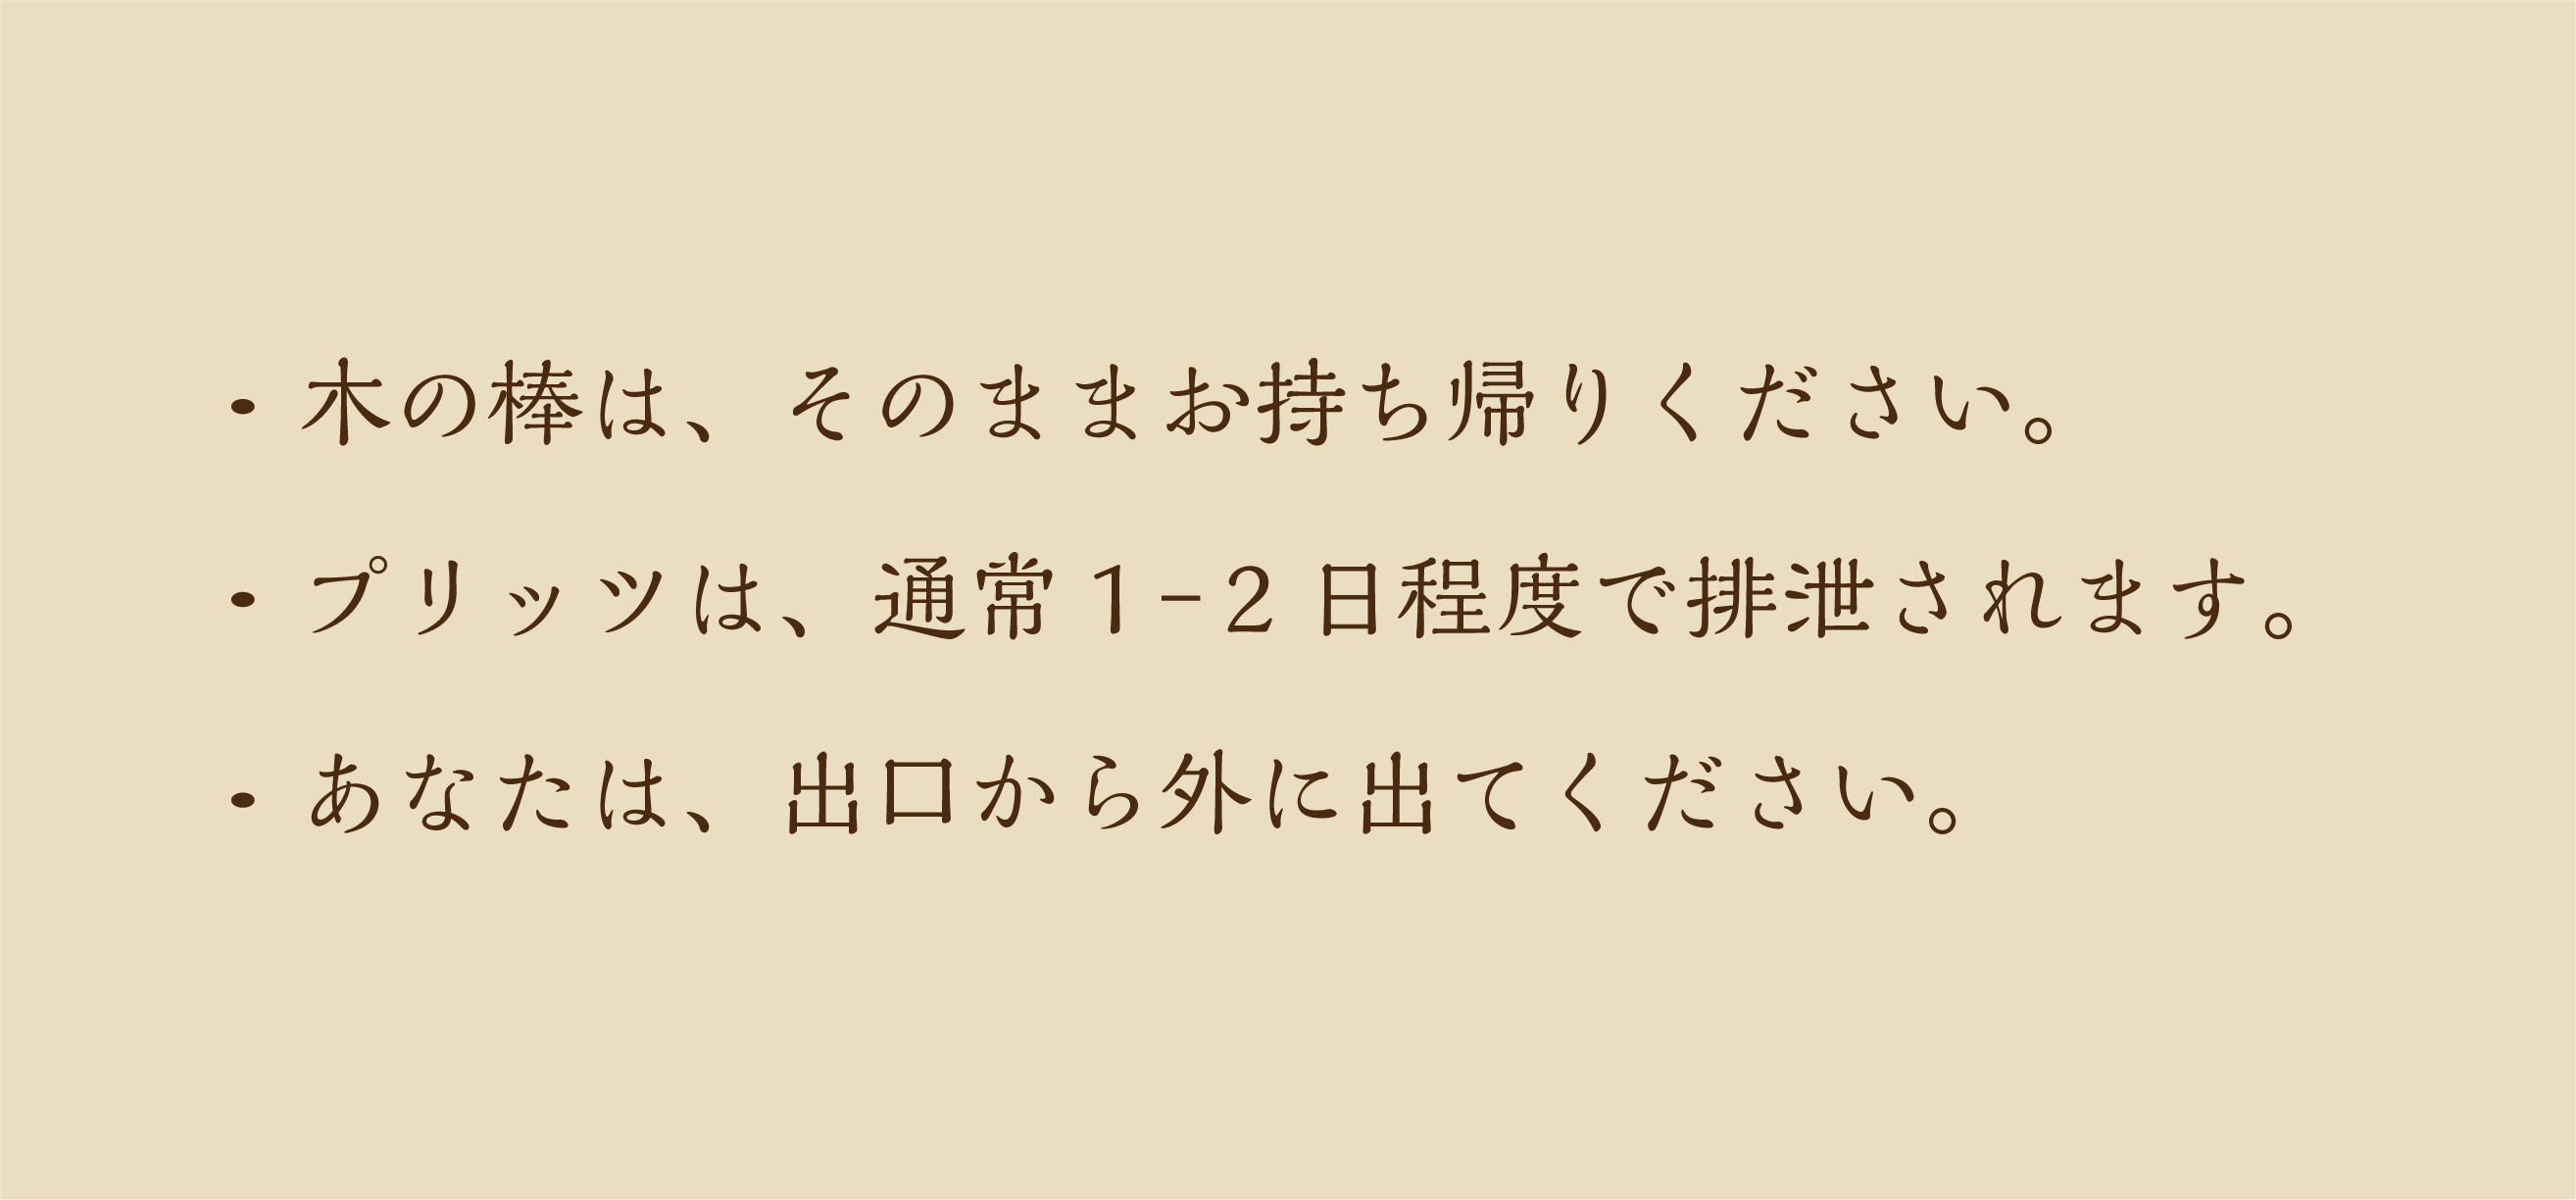 ・木の棒は、そのままお持ち帰りください。
・プリッツは、通常1-2日程度で排泄されます。
・あなたは、出口から外に出てください。